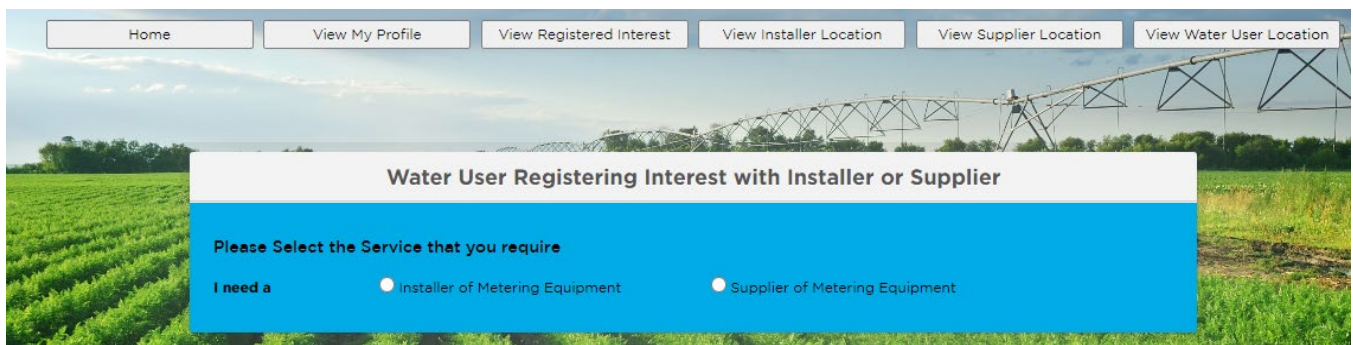 Home View My Profile View Registered Interest View Installer Location View Supplier Location View Water User Location
Water User Registering Interest with Installer or Supplier
Please Select the Service that you require
I need a Installer of Metering Equipment Supplier of Metering Equipment